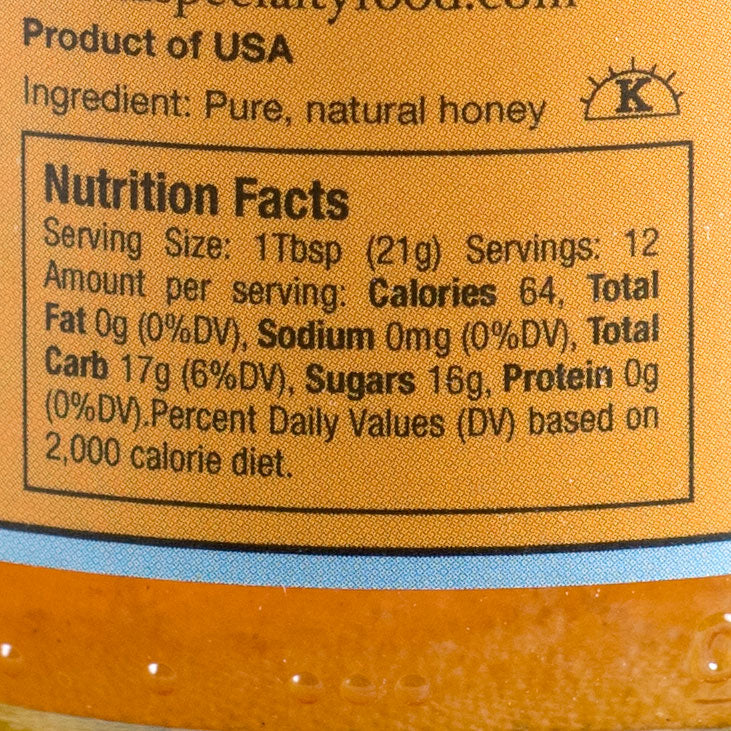 specialtyfood.com
Product of USA
Ingredient: Pure, natural honey
K
Nutrition Facts
Serving Size: 1Tbsp (21g) Servings: 12
Amount per serving: Calories 64, Total
Fat 0g (0%DV), Sodium 0mg (0%DV), Total
Carb 17g (6%DV), Sugars 16g, Protein 0g
(0%DV).Percent Daily Values (DV) based on
2,000 calorie diet.